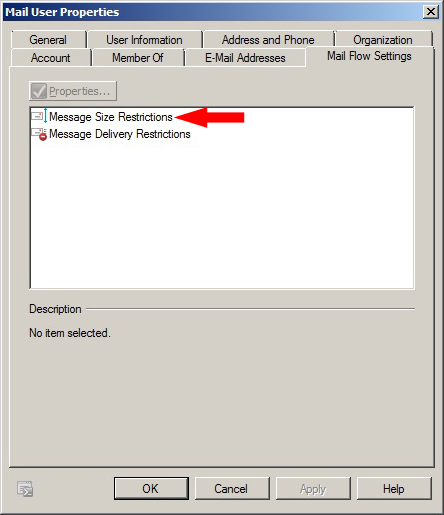 Mail User Properties
General User Information Address and Phone Organization
Account Member Of E-Mail Addresses Mail Flow Settings
Properties...
Message Size Restrictions
Message Delivery Restrictions
Description
No item selected.
OK Cancel Apply Help